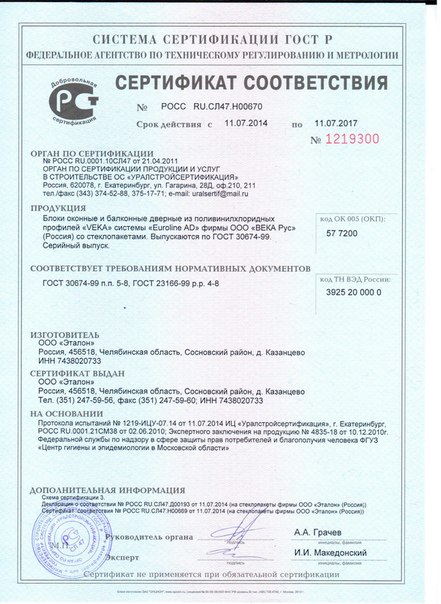 СИСТЕМА СЕРТИФИКАЦИИ ГОСТ Р
ФЕДЕРАЛЬНОЕ АГЕНТСТВО ПО ТЕХНИЧЕСКОМУ РЕГУЛИРОВАНИЮ И МЕТРОЛОГИИ
Добровольная
сертификация
СЕРТИФИКАТ СООТВЕТСТВИЯ
№ РОСС RU.СЛ47.Н00670
Срок действия с 11.07.2014 по 11.07.2017
№ 1219300
ОРГАН ПО СЕРТИФИКАЦИИ
№ РОСС RU.0001.10СЛ47 от 21.04.2011
ОРГАН ПО СЕРТИФИКАЦИИ ПРОДУКЦИИ И УСЛУГ
В СТРОИТЕЛЬСТВЕ ОС «УРАЛСТРОЙСЕРТИФИКАЦИЯ»
Россия, 620078, г. Екатеринбург, ул. Гагарина, 28Д, оф.210, 211
тел./факс (343) 374-52-88, 375-17-71; e-mail: uralsertif@mail.ru
ПРОДУКЦИЯ
Блоки оконные и балконные дверные из поливинилхлоридных
профилей «VEKA» системы «Euroline AD» фирмы ООО «ВЕКА Рус»
(Россия) со стеклопакетами. Выпускаются по ГОСТ 30674-99.
Серийный выпуск.
код ОК 005 (ОКП):
57 7200
СООТВЕТСТВУЕТ ТРЕБОВАНИЯМ НОРМАТИВНЫХ ДОКУМЕНТОВ
ГОСТ 30674-99 п.п. 5-8, ГОСТ 23166-99 р.р. 4-8
код ТН ВЭД России:
3925 20 000 0
ИЗГОТОВИТЕЛЬ
ООО «Эталон»
Россия, 456518, Челябинская область, Сосновский район, д. Казанцево
ИНН 7438020733
СЕРТИФИКАТ ВЫДАН
ООО «Эталон»
Россия, 456518, Челябинская область, Сосновский район, д. Казанцево
Тел. (351) 247-59-56, факс (351) 247-59-60; ИНН 7438020733
НА ОСНОВАНИИ
Протокола испытаний № 1219-ИЦУ-07.14 от 11.07.2014 ИЦ «Уралстройсертификация», г. Екатеринбург,
РОСС RU.0001.21СМ38 от 02.06.2010; Экспертного заключения на продукцию № 4835-18 от 10.12.2010г.
Федеральной службы по надзору в сфере защиты прав потребителей и благополучия человека ФГУЗ
«Центр гигиены и эпидемиологии в Московской области»
ДОПОЛНИТЕЛЬНАЯ ИНФОРМАЦИЯ
Схема сертификации 3.
Декларация о соответствии № РОСС RU.СЛ47.Д00193 от 11.07.2014 (на стеклопакеты фирмы ООО «Эталон» (Россия))
Сертификат соответствия № РОСС RU.СЛ47.Н00669 от 11.07.2014 (на стеклопакеты фирмы ООО «Эталон» (Россия))
М.П.
Руководитель органа
подпись
А.А. Грачев
инициалы, фамилия
Эксперт
подпись
И.И. Македонский
инициалы, фамилия
Сертификат не применяется при обязательной сертификации